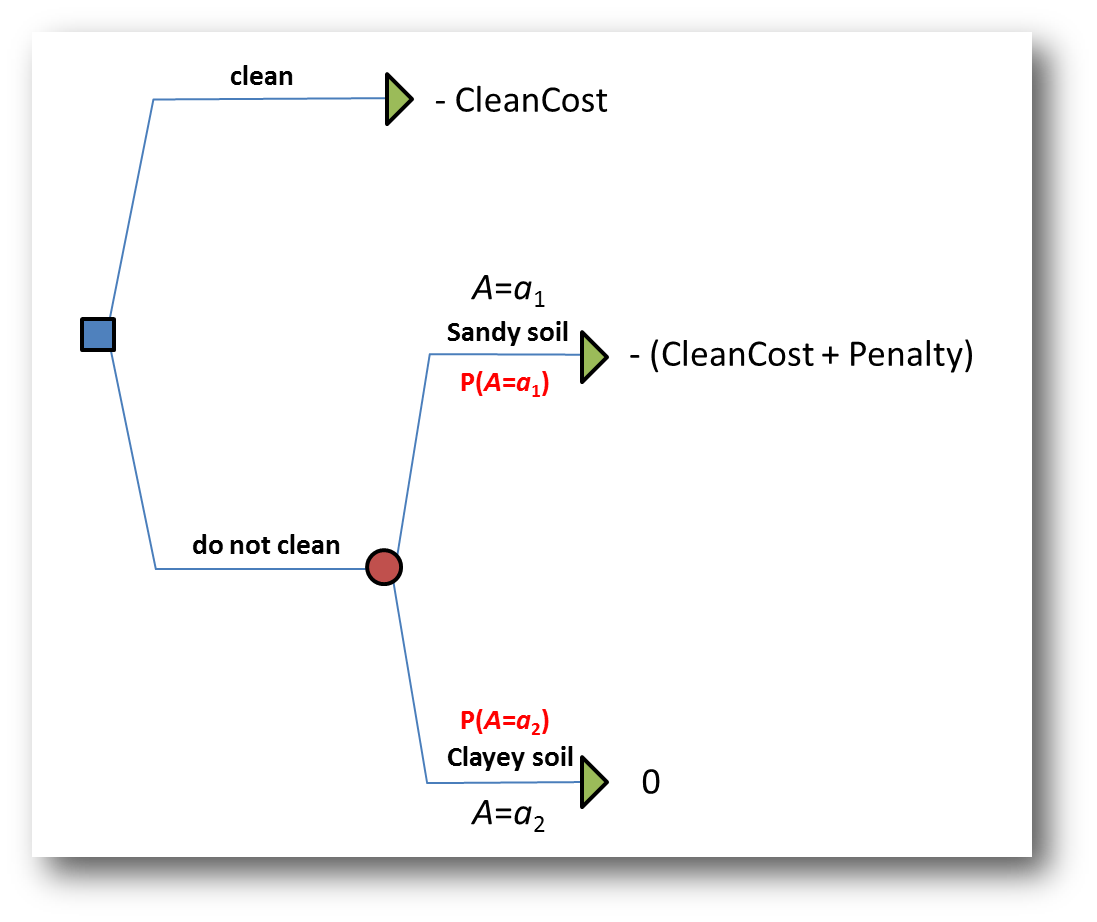 clean
- CleanCost
A=a₁
Sandy soil
- (CleanCost + Penalty)
P(A=a₁)
do not clean
P(A=a₂)
Clayey soil
0
A=a₂